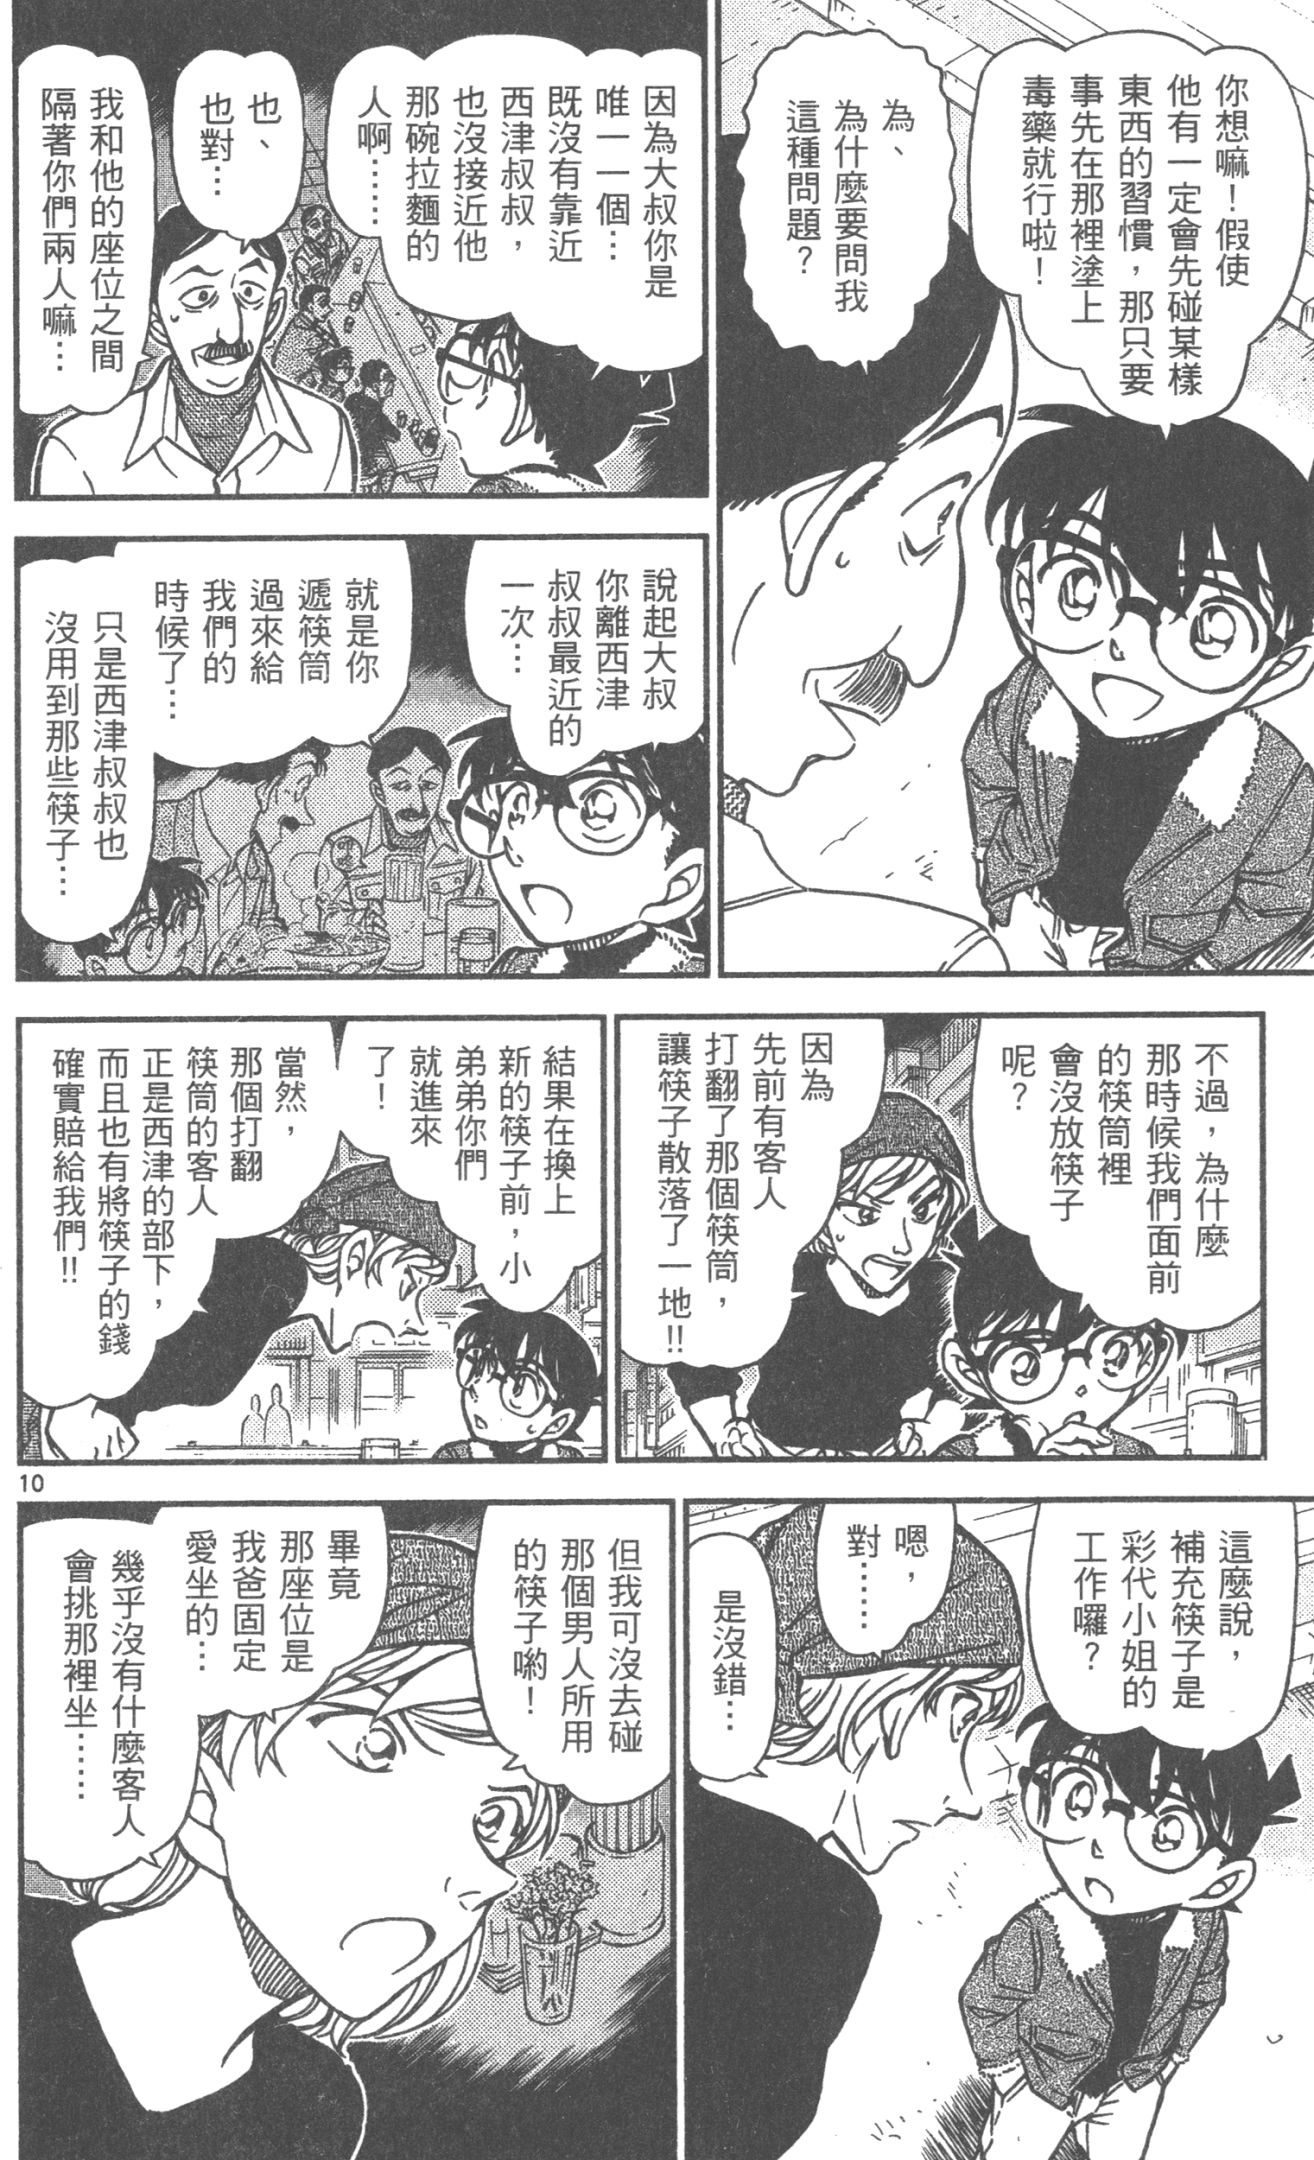 你想嘛！假使
他有一定會先碰某樣
東西的習慣，那只要
事先在那裡塗上
毒藥就行啦！
為、
為什麼要問我
這種問題？
因為大叔你是
唯一一個…
既沒有靠近
西津叔叔，
也沒接近他
那碗拉麵的
人啊……
也、
也對…
我和他的座位之間
隔著你們兩人嘛…
說起大叔
你離西津
叔叔最近的
一次…
就是你
遞筷筒
過來給
我們的
時候了…
只是西津叔叔也
沒用到那些筷子…
不過，為什麼
那時候我們面前
的筷筒裡
會沒放筷子
呢？
因為
先前有客人
打翻了那個筷筒，
讓筷子散落了一地!!
結果在換上
新的筷子前，小
弟弟你們
就進來
了！
當然，
那個打翻
筷筒的客人
正是西津的部下，
而且也有將筷子的錢
確實賠給我們!!
10
這麼說，
補充筷子是
彩代小姐的
工作囉？
嗯，
對……
是沒錯…
但我可沒去碰
那個男人所用
的筷子喲！
畢竟
那座位是
我爸固定
愛坐的…
幾乎沒有什麼客人
會挑那裡坐……